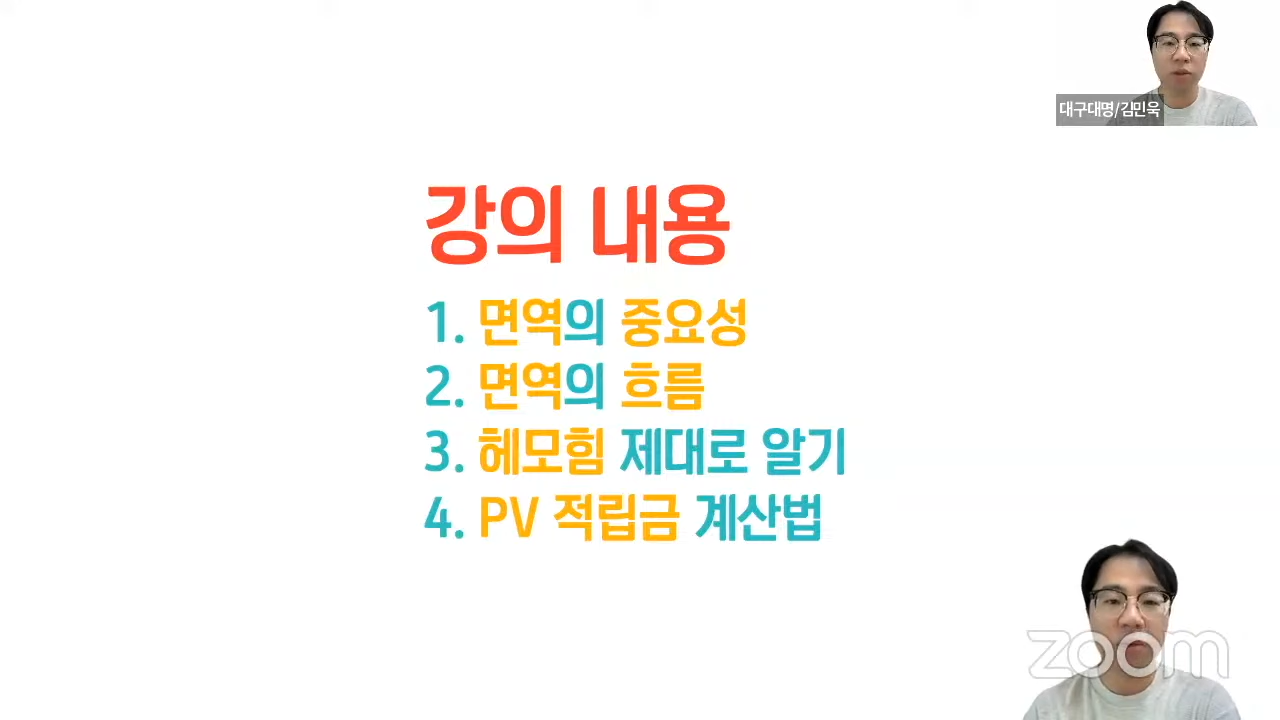 대구대명/김민욱
강의 내용
1. 면역의 중요성
2. 면역의 흐름
3. 헤모힘 제대로 알기
4. PV 적립금 계산법
zoom